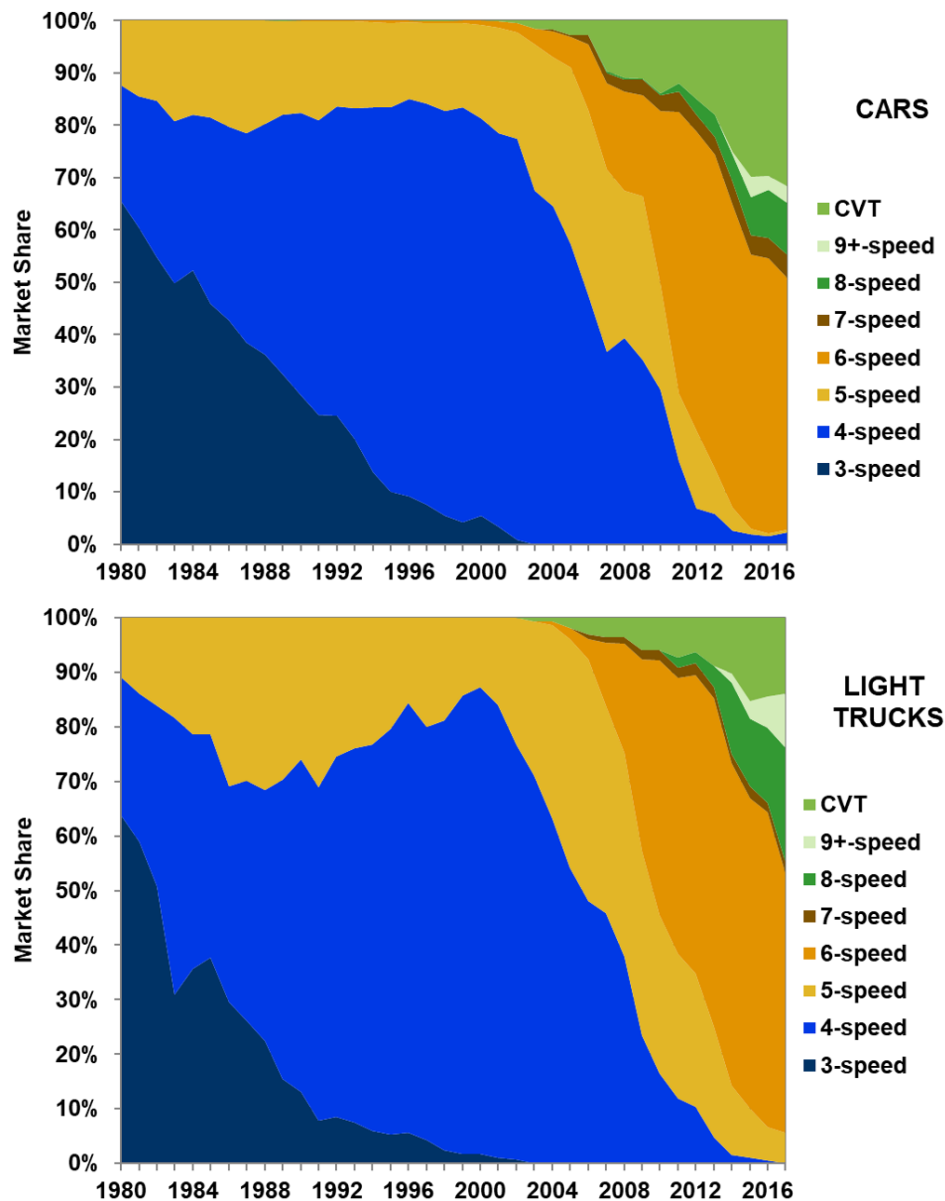 100%
90%
80%
70%
60%
50%
40%
30%
20%
10%
0%
Market Share
1980 1984 1988 1992 1996 2000 2004 2008 2012 2016
CARS
CVT
9+-speed
8-speed
7-speed
6-speed
5-speed
4-speed
3-speed
100%
90%
80%
70%
60%
50%
40%
30%
20%
10%
0%
Market Share
1980 1984 1988 1992 1996 2000 2004 2008 2012 2016
LIGHT
TRUCKS
CVT
9+-speed
8-speed
7-speed
6-speed
5-speed
4-speed
3-speed